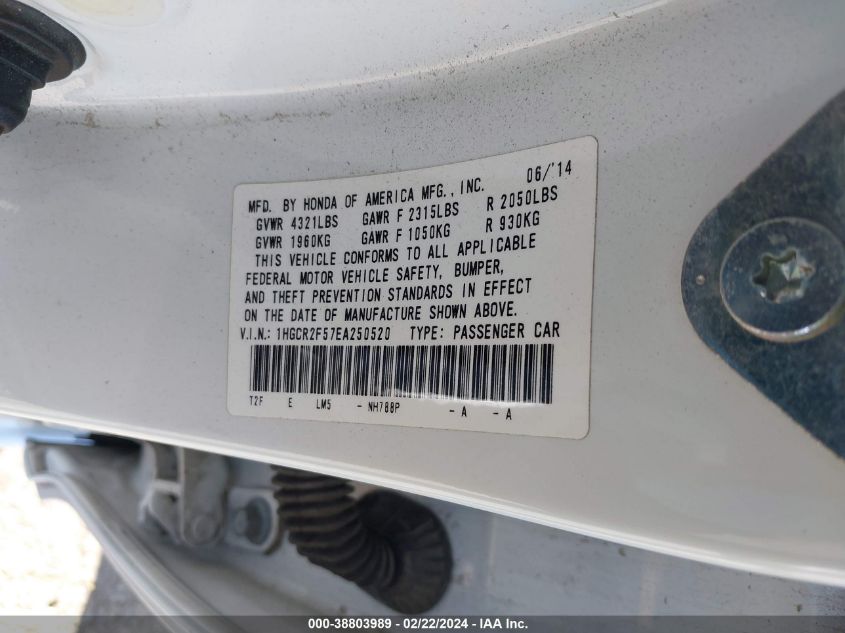 MFD. BY HONDA OF AMERICA MFG., INC. 06/'14
GVWR 4321LBS GAWR F 2315LBS R 2050LBS
GVWR 1960KG GAWR F 1050KG R 930KG
THIS VEHICLE CONFORMS TO ALL APPLICABLE
FEDERAL MOTOR VEHICLE SAFETY, BUMPER,
AND THEFT PREVENTION STANDARDS IN EFFECT
ON THE DATE OF MANUFACTURE SHOWN ABOVE.
V.I.N.: 1HGCR2F57EA250520 TYPE: PASSENGER CAR
T2F E LM5 - NH788P - A - A
000-38803989 - 02/22/2024 - IAA Inc.